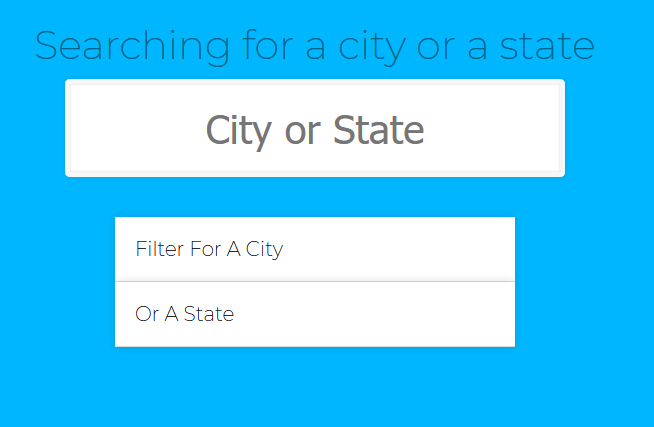 Searching for a city or a state
City or State
Filter For A City
Or A State